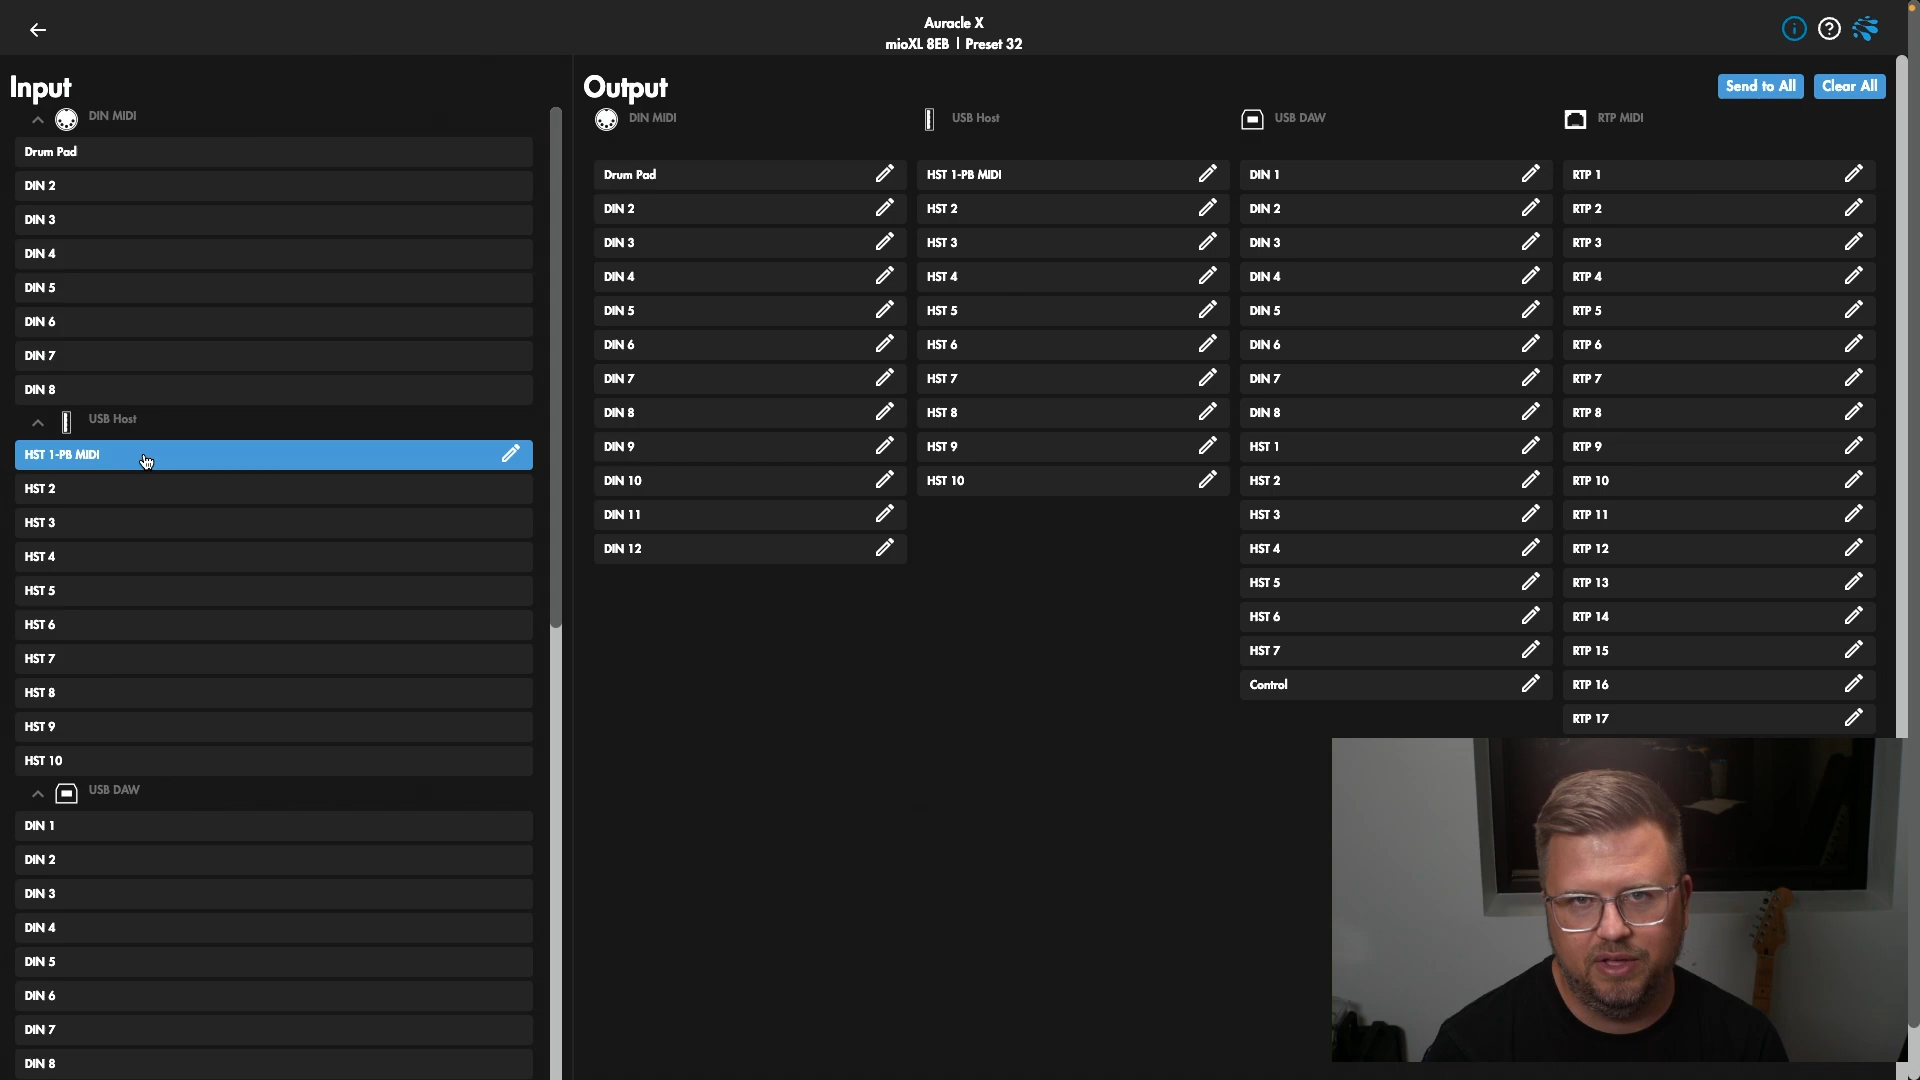 Auracle X
mioXL 8EB | Preset 32
Input
DIN MIDI
Drum Pad
DIN 2
DIN 3
DIN 4
DIN 5
DIN 6
DIN 7
DIN 8
USB Host
HST 1-PB MIDI
HST 2
HST 3
HST 4
HST 5
HST 6
HST 7
HST 8
HST 9
HST 10
USB DAW
DIN 1
DIN 2
DIN 3
DIN 4
DIN 5
DIN 6
DIN 7
DIN 8
Output
Send to All
Clear All
DIN MIDI
Drum Pad
DIN 2
DIN 3
DIN 4
DIN 5
DIN 6
DIN 7
DIN 8
DIN 9
DIN 10
DIN 11
DIN 12
USB Host
HST 1-PB MIDI
HST 2
HST 3
HST 4
HST 5
HST 6
HST 7
HST 8
HST 9
HST 10
USB DAW
DIN 1
DIN 2
DIN 3
DIN 4
DIN 5
DIN 6
DIN 7
DIN 8
HST 1
HST 2
HST 3
HST 4
HST 5
HST 6
HST 7
Control
RTP MIDI
RTP 1
RTP 2
RTP 3
RTP 4
RTP 5
RTP 6
RTP 7
RTP 8
RTP 9
RTP 10
RTP 11
RTP 12
RTP 13
RTP 14
RTP 15
RTP 16
RTP 17